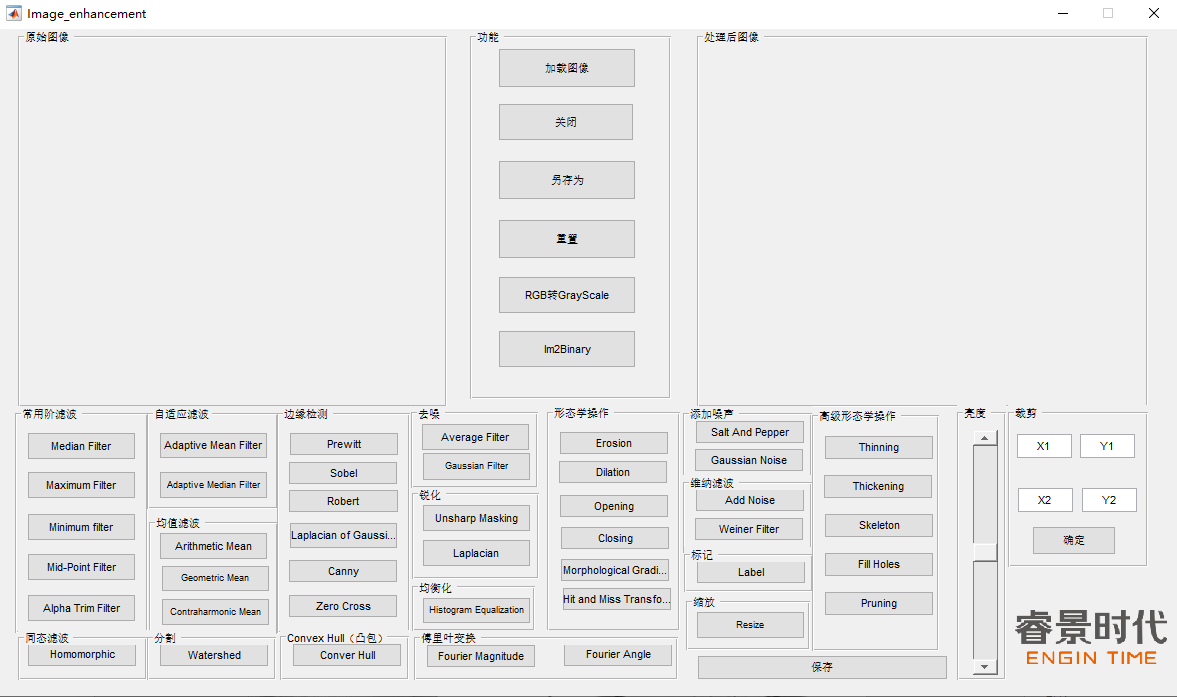 Image_enhancement
原始图像
功能
处理后图像
加载图像
关闭
另存为
重置
RGB转GrayScale
Im2Binary
常用阶滤波
Median Filter
Maximum Filter
Minimum filter
Mid-Point Filter
Alpha Trim Filter
自适应滤波
Adaptive Mean Filter
Adaptive Median Filter
均值滤波
Arithmetic Mean
Geometric Mean
Contraharmonic Mean
边缘检测
Prewitt
Sobel
Robert
Laplacian of Gaussi...
Canny
Zero Cross
去噪
Average Filter
Gaussian Filter
锐化
Unsharp Masking
Laplacian
均衡化
Histogram Equalization
形态学操作
Erosion
Dilation
Opening
Closing
Morphological Gradi...
Hit and Miss Transfo...
添加噪声
Salt And Pepper
Gaussian Noise
维纳滤波
Add Noise
Weiner Filter
标记
Label
缩放
Resize
高级形态学操作
Thinning
Thickening
Skeleton
Fill Holes
Pruning
亮度
裁剪
X1
Y1
X2
Y2
确定
同态滤波
Homomorphic
分割
Watershed
Convex Hull（凸包）
Conver Hull
傅里叶变换
Fourier Magnitude
Fourier Angle
保存
睿景时代
ENGIN TIME